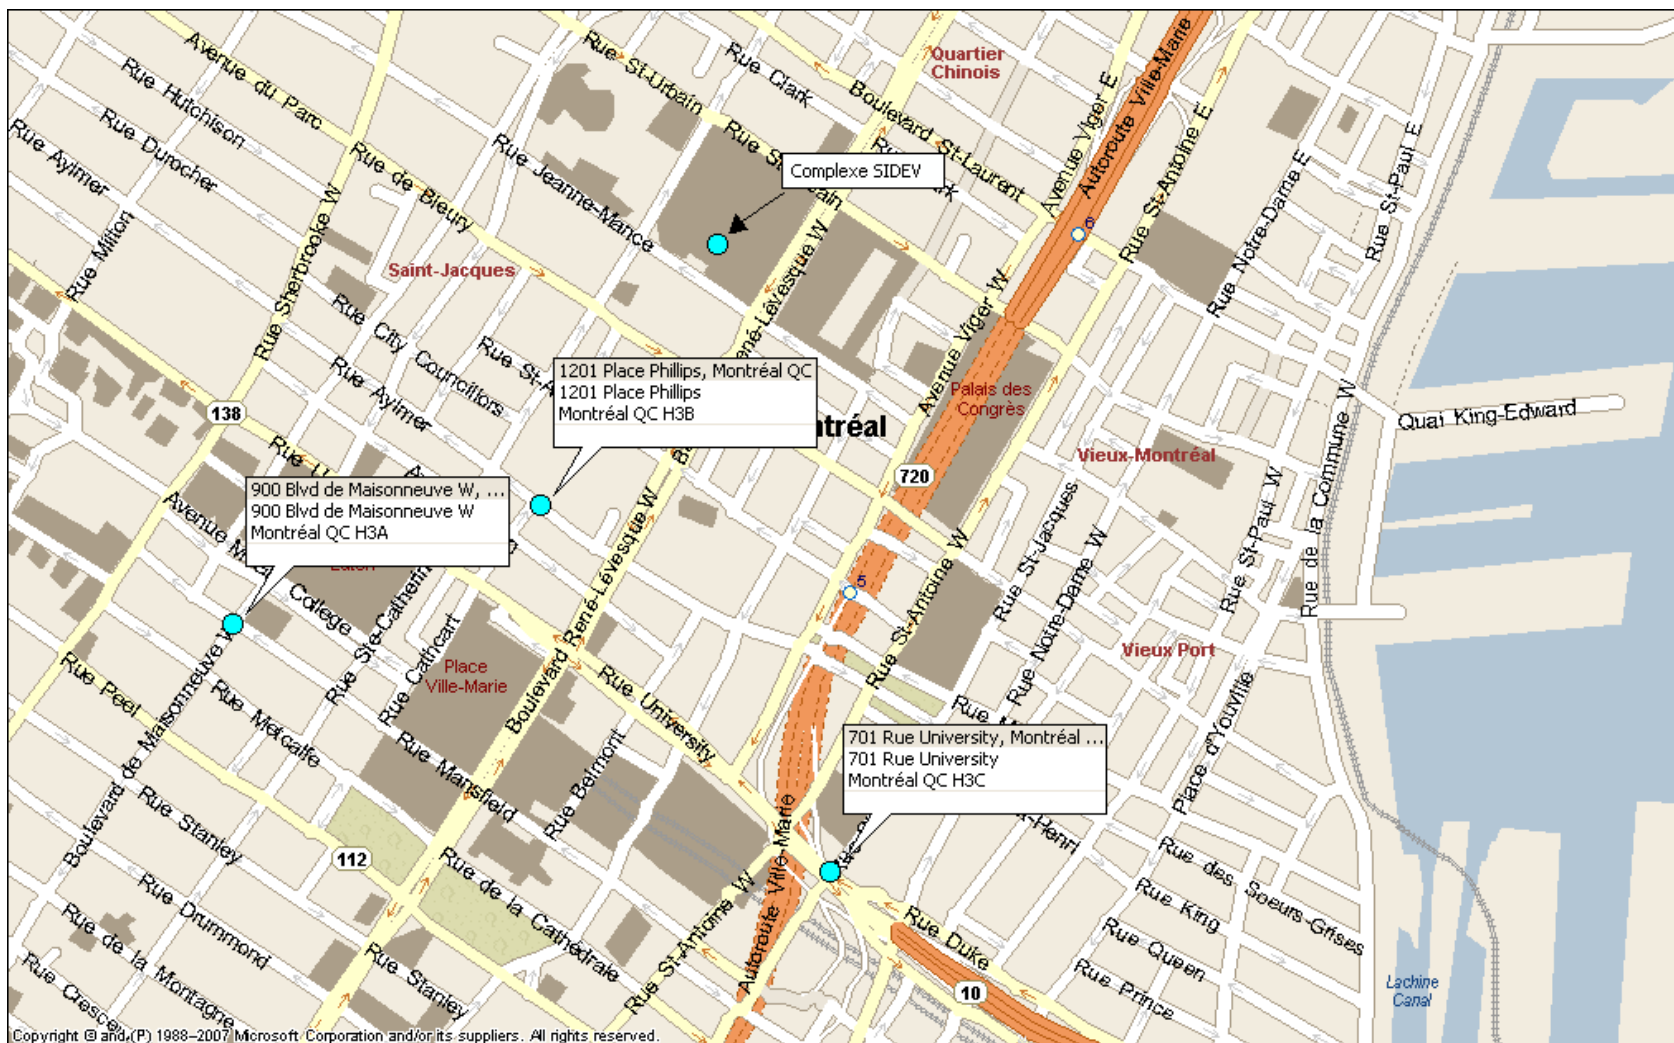 Avenue du Parc
Rue Hutchison
Rue Durocher
Rue Aylmer
Rue Milton
Rue Sherbrooke W
Rue de Bleury
Rue St-Urbain
Rue Clark
Rue Jeanne-Mance
Quartier
Chinois
Boulevard St-Laurent
Avenue Viger E
Autoroute Ville-Marie
Rue St-Antoine E
Rue Notre-Dame E
Rue St-Paul E
Complexe SIDEV
6
Saint-Jacques
Rue City Councillors
Rue Aylmer
Avenue Viger W
Palais des
Congrès
Quai King-Edward
1201 Place Phillips, Montréal QC
1201 Place Phillips
Montréal QC H3B
138
720
Vieux-Montréal
900 Blvd de Maisonneuve W, ...
900 Blvd de Maisonneuve W
Montréal QC H3A
Boulevard René-Lévesque W
Rue St-Jacques
Rue Notre-Dame W
Rue St-Paul W
Rue de la Commune W
5
Rue St-Antoine W
Vieux Port
Place d'Youville
Place
Ville-Marie
Rue Cathcart
Rue University
Rue Peel
Boulevard de Maisonneuve W
Rue Metcalfe
Rue Mansfield
Rue Belmont
701 Rue University, Montréal ...
701 Rue University
Montréal QC H3C
Rue Stanley
112
Rue de la Cathédrale
Autoroute Ville-Marie
Rue St-Antoine W
Rue Duke
10
Rue des Soeurs-Grises
Rue King
Rue Queen
Rue Prince
Rue Drummond
Rue de la Montagne
Rue Stanley
Lachine
Canal
Copyright © and (P) 1988–2007 Microsoft Corporation and/or its suppliers. All rights reserved.